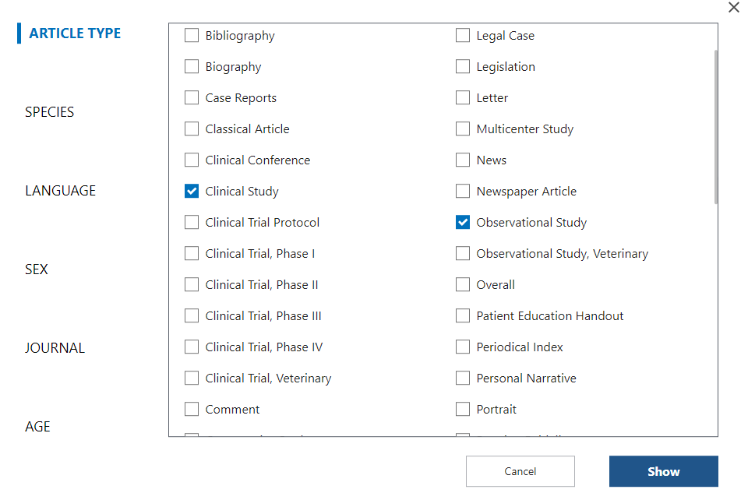 ARTICLE TYPE
SPECIES
LANGUAGE
SEX
JOURNAL
AGE
Bibliography
Biography
Case Reports
Classical Article
Clinical Conference
Clinical Study
Clinical Trial Protocol
Clinical Trial, Phase I
Clinical Trial, Phase II
Clinical Trial, Phase III
Clinical Trial, Phase IV
Clinical Trial, Veterinary
Comment
Legal Case
Legislation
Letter
Multicenter Study
News
Newspaper Article
Observational Study
Observational Study, Veterinary
Overall
Patient Education Handout
Periodical Index
Personal Narrative
Portrait
Cancel
Show